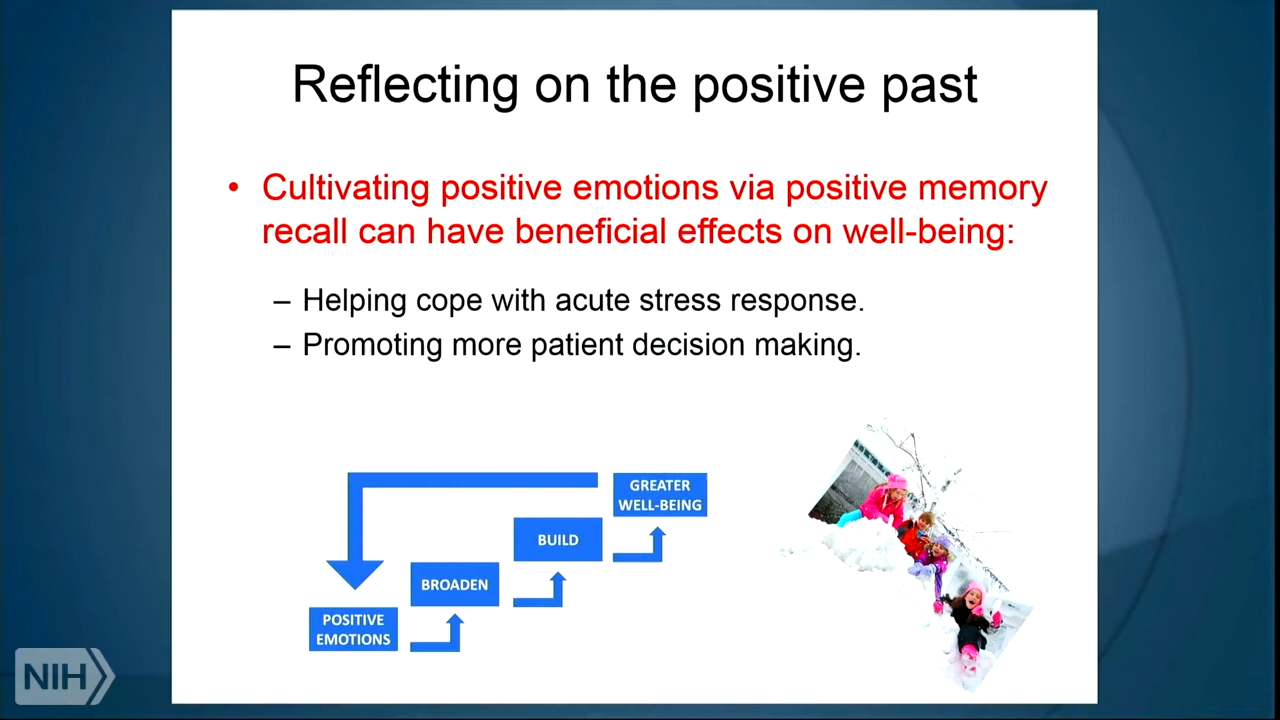 Reflecting on the positive past
• Cultivating positive emotions via positive memory
recall can have beneficial effects on well-being:
– Helping cope with acute stress response.
– Promoting more patient decision making.
GREATER
WELL-BEING
BUILD
BROADEN
POSITIVE
EMOTIONS
NIH